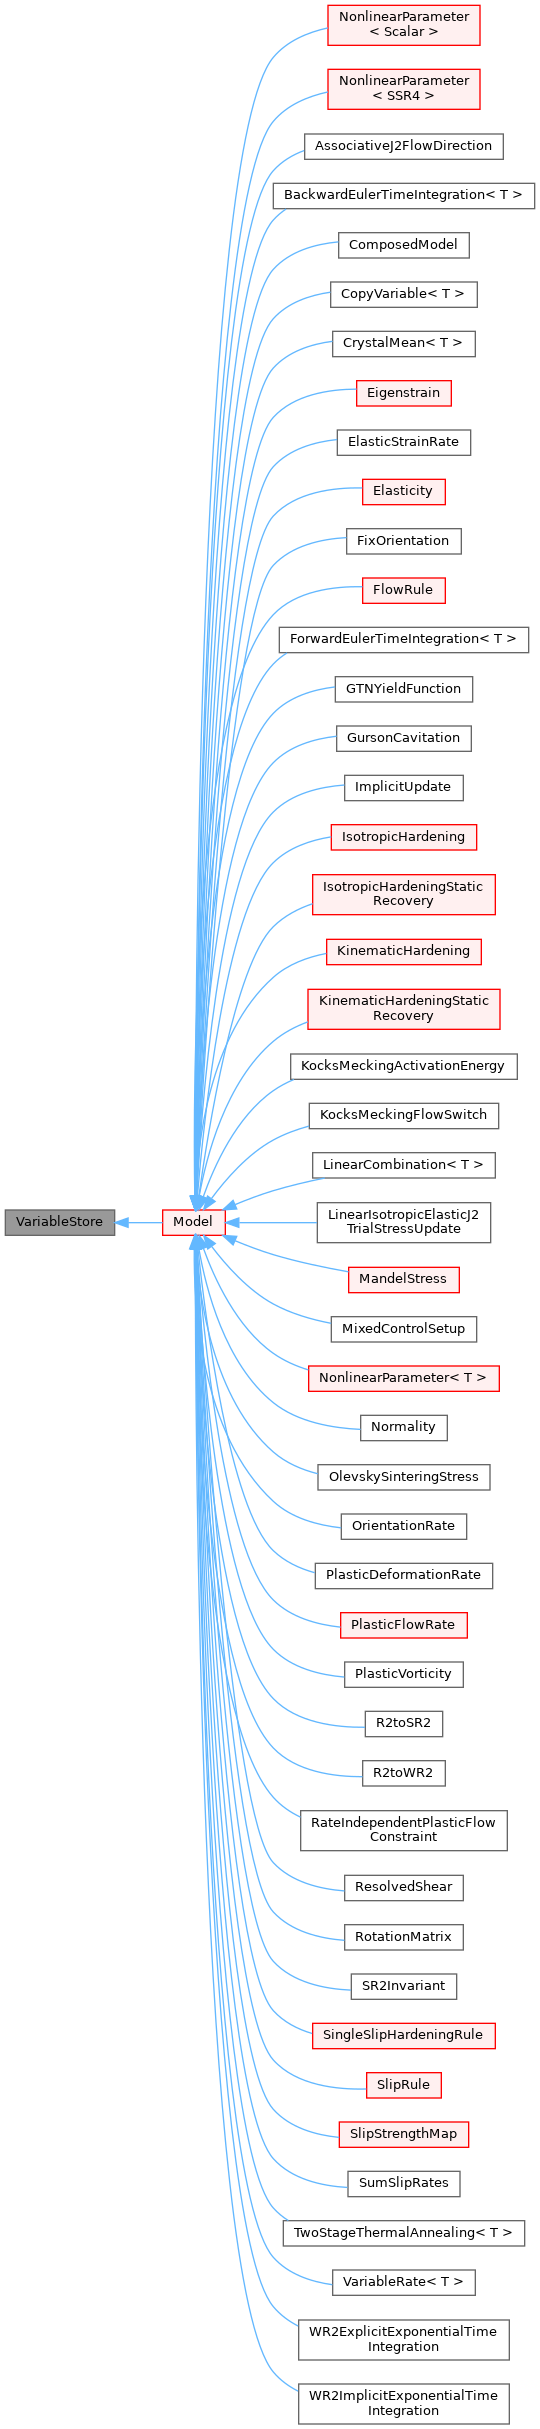 NonlinearParameter
< Scalar >
NonlinearParameter
< SSR4 >
AssociativeJ2FlowDirection
BackwardEulerTimeIntegration< T >
ComposedModel
CopyVariable< T >
CrystalMean< T >
Eigenstrain
ElasticStrainRate
Elasticity
FixOrientation
FlowRule
ForwardEulerTimeIntegration< T >
GTNYieldFunction
GursonCavitation
ImplicitUpdate
IsotropicHardening
IsotropicHardeningStatic
Recovery
KinematicHardening
KinematicHardeningStatic
Recovery
KocksMeckingActivationEnergy
KocksMeckingFlowSwitch
LinearCombination< T >
VariableStore
Model
LinearIsotropicElasticJ2
TrialStressUpdate
MandelStress
MixedControlSetup
NonlinearParameter< T >
Normality
OlevskySinteringStress
OrientationRate
PlasticDeformationRate
PlasticFlowRate
PlasticVorticity
R2toSR2
R2toWR2
RateIndependentPlasticFlow
Constraint
ResolvedShear
RotationMatrix
SR2Invariant
SingleSlipHardeningRule
SlipRule
SlipStrengthMap
SumSlipRates
TwoStageThermalAnnealing< T >
VariableRate< T >
WR2ExplicitExponentialTime
Integration
WR2ImplicitExponentialTime
Integration